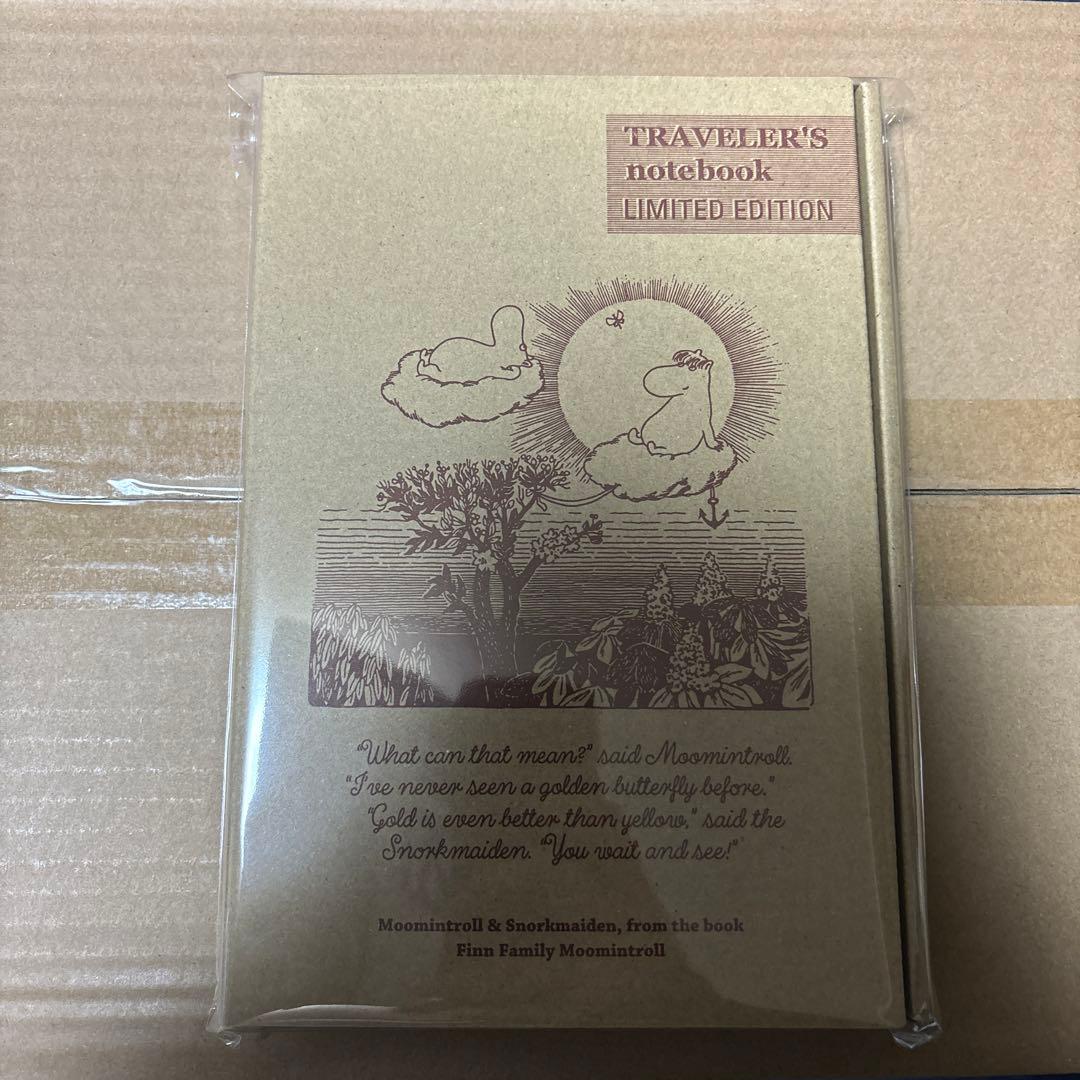 TRAVELER'S
notebook
LIMITED EDITION
"What can that mean?" said Moomintroll.
"I've never seen a golden butterfly before."
"Gold is even better than yellow," said the
Snorkmaiden. "You wait and see!"
Moomintroll & Snorkmaiden, from the book
Finn Family Moomintroll